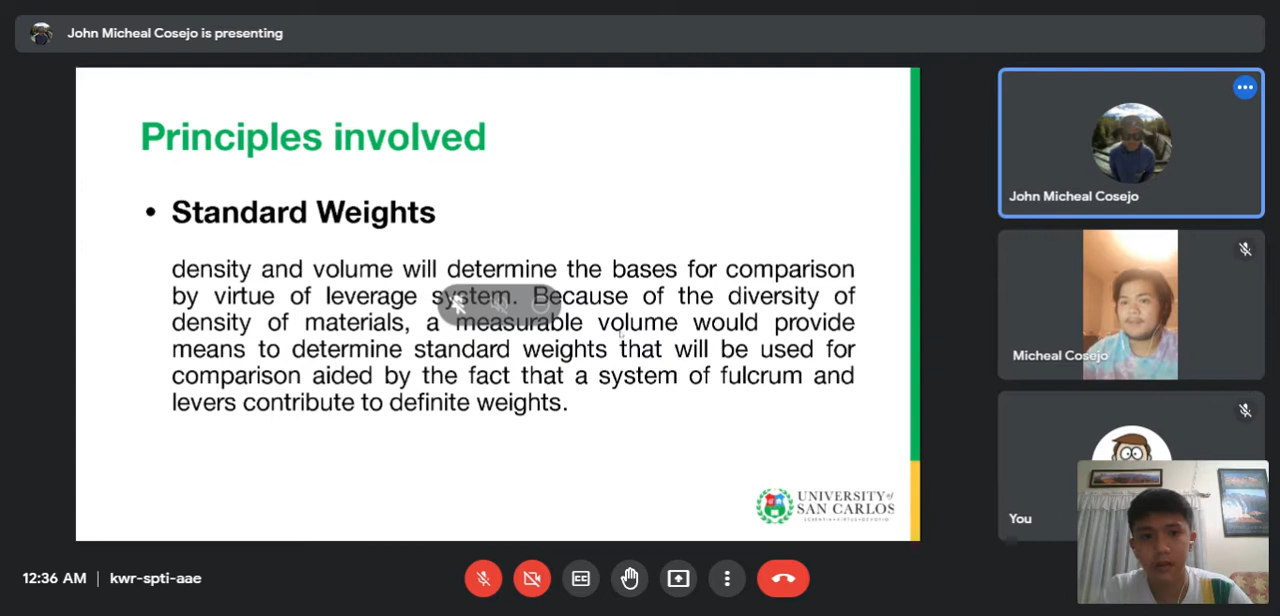 John Micheal Cosejo is presenting
Principles involved
• Standard Weights
density and volume will determine the bases for comparison
by virtue of leverage system. Because of the diversity of
density of materials, a measurable volume would provide
means to determine standard weights that will be used for
comparison aided by the fact that a system of fulcrum and
levers contribute to definite weights.
UNIVERSITY of
SAN CARLOS
SCIENTIA•VIRTUS•DEVOTIO
John Micheal Cosejo
Micheal Cosejo
You
12:36 AM | kwr-spti-aae
CC